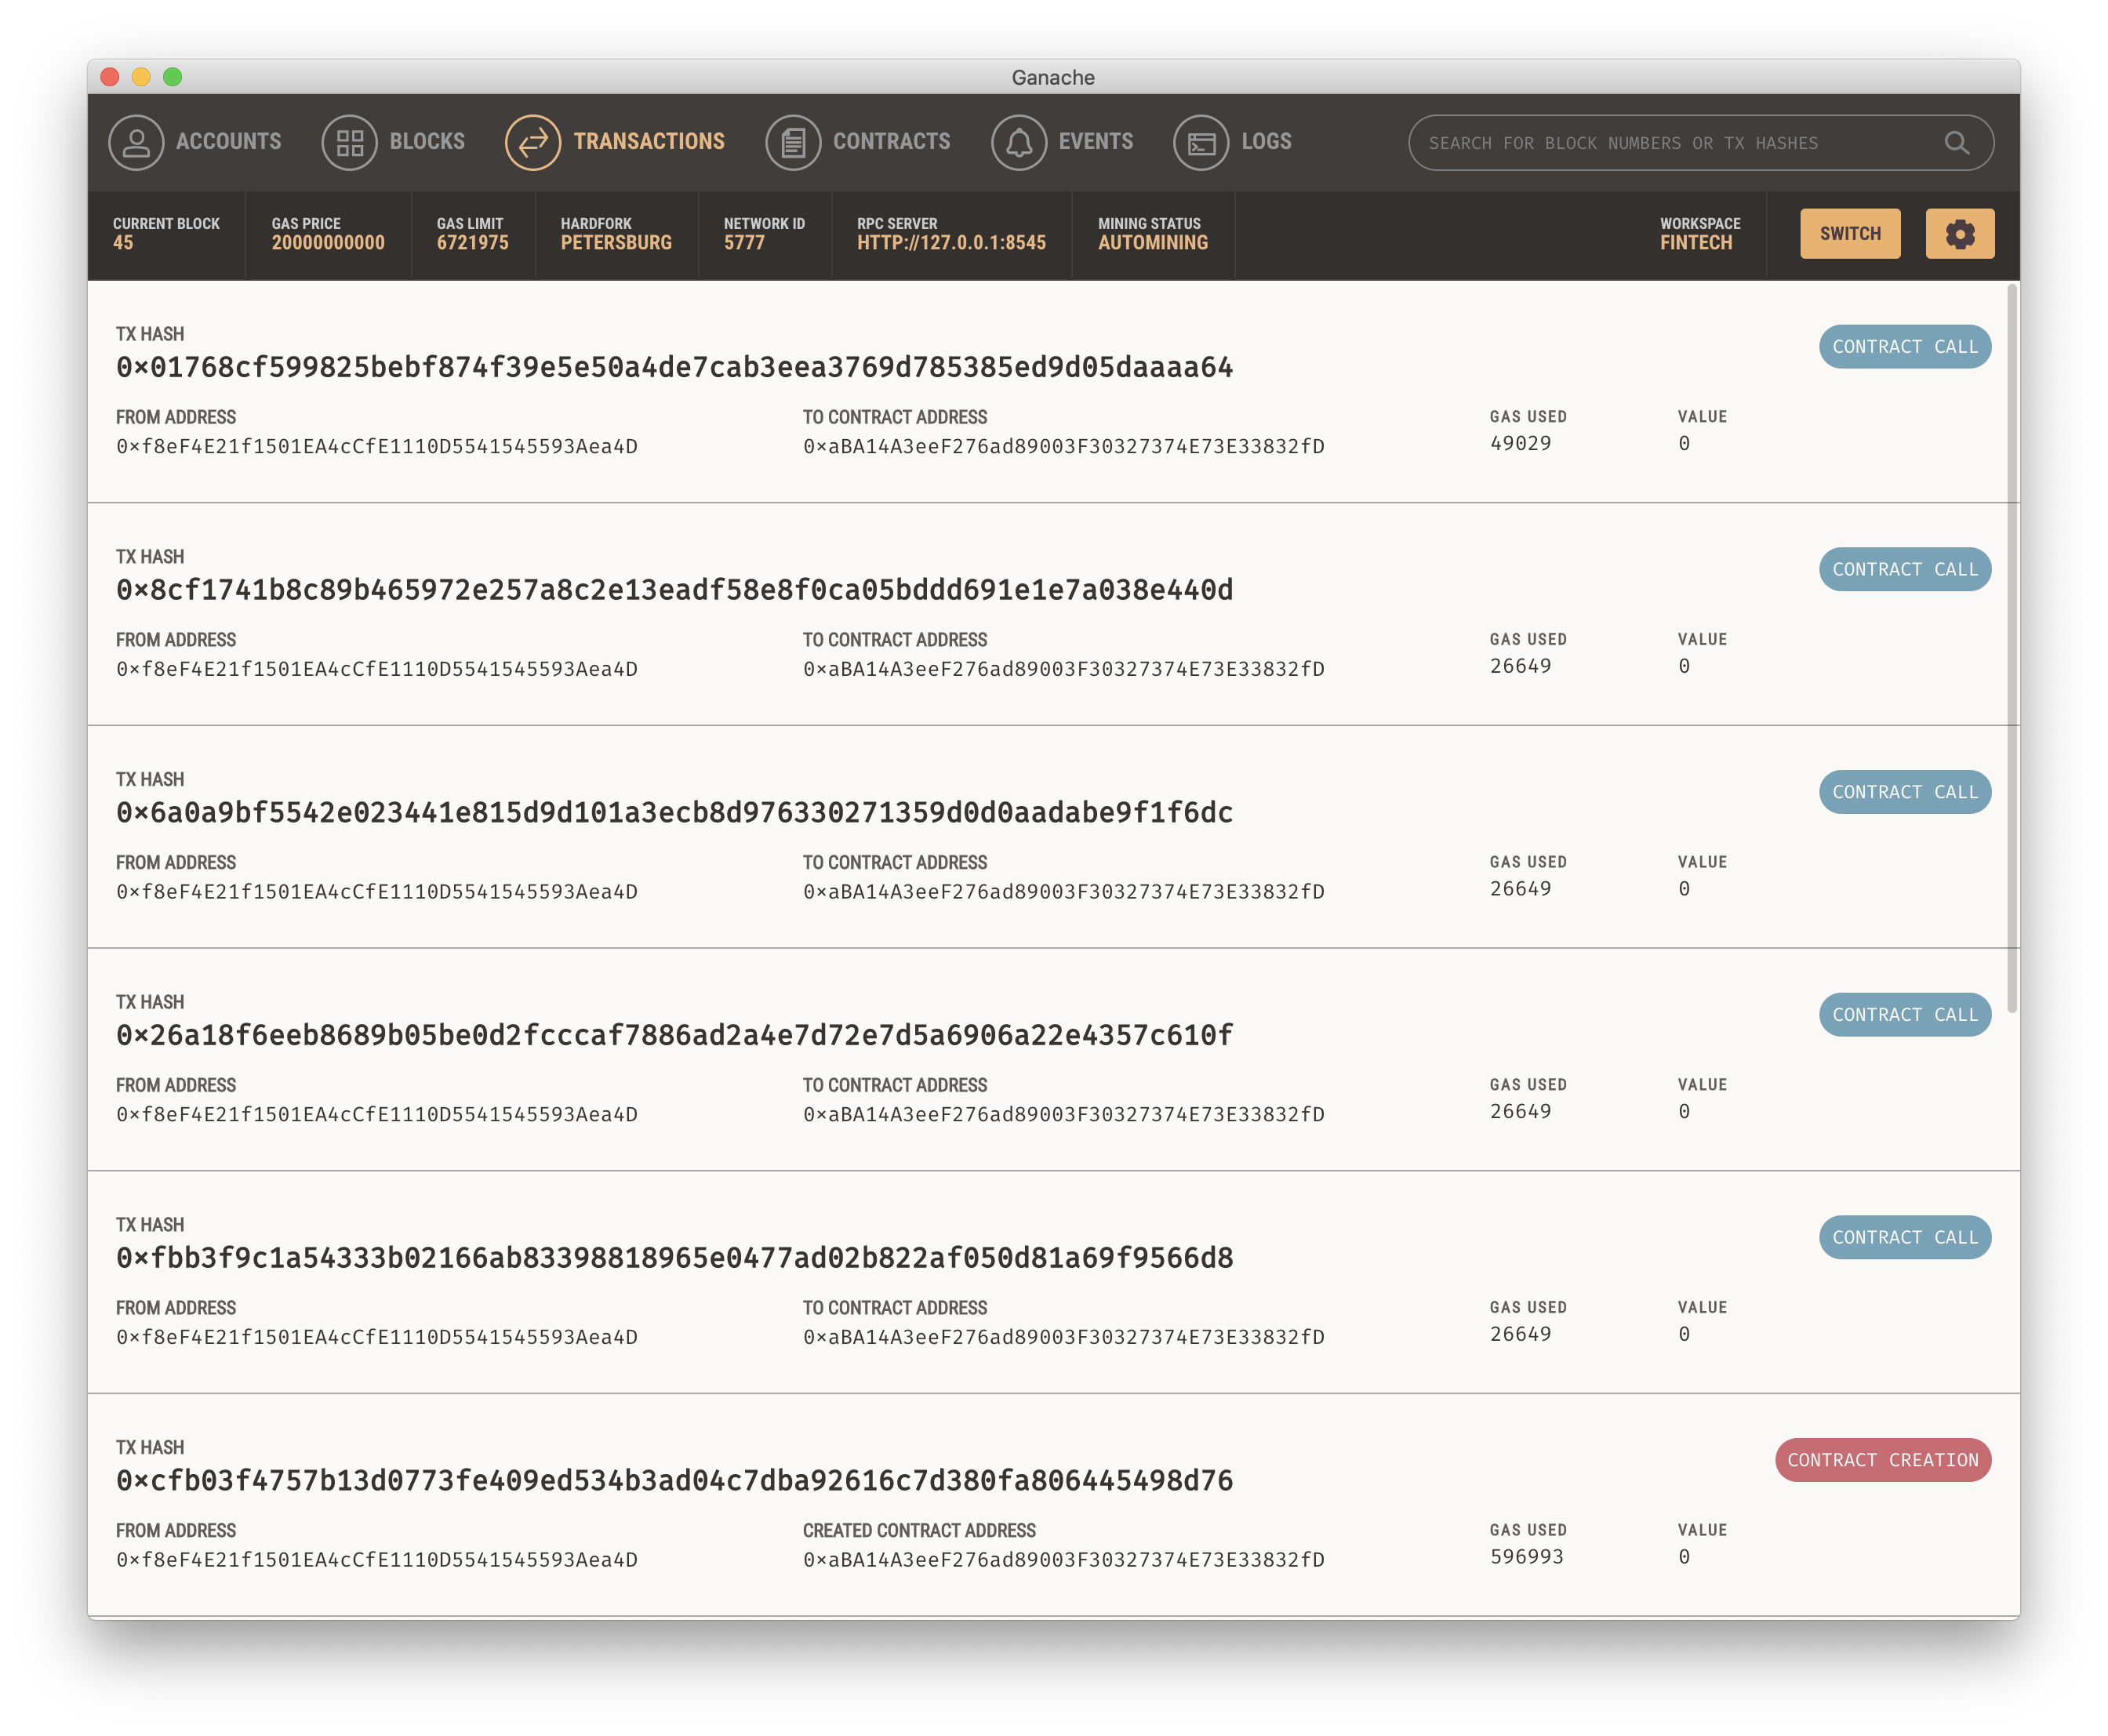 Ganache
ACCOUNTS BLOCKS TRANSACTIONS CONTRACTS EVENTS LOGS SEARCH FOR BLOCK NUMBERS OR TX HASHES
CURRENT BLOCK GAS PRICE GAS LIMIT HARDFORK NETWORK ID RPC SERVER MINING STATUS WORKSPACE SWITCH
45 20000000000 6721975 PETERSBURG 5777 HTTP://127.0.0.1:8545 AUTOMINING FINTECH
TX HASH CONTRACT CALL
0×01768cf599825bebf874f39e5e50a4de7cab3eea3769d785385ed9d05daaaa64
FROM ADDRESS TO CONTRACT ADDRESS GAS USED VALUE
0×f8eF4E21f1501EA4cCfE1110D5541545593Aea4D 0×aBA14A3eeF276ad89003F30327374E73E33832fD 49029 0
TX HASH CONTRACT CALL
0×8cf1741b8c89b465972e257a8c2e13eadf58e8f0ca05bddd691e1e7a038e440d
FROM ADDRESS TO CONTRACT ADDRESS GAS USED VALUE
0×f8eF4E21f1501EA4cCfE1110D5541545593Aea4D 0×aBA14A3eeF276ad89003F30327374E73E33832fD 26649 0
TX HASH CONTRACT CALL
0×6a0a9bf5542e023441e815d9d101a3ecb8d976330271359d0d0aadabe9f1f6dc
FROM ADDRESS TO CONTRACT ADDRESS GAS USED VALUE
0×f8eF4E21f1501EA4cCfE1110D5541545593Aea4D 0×aBA14A3eeF276ad89003F30327374E73E33832fD 26649 0
TX HASH CONTRACT CALL
0×26a18f6eeb8689b05be0d2fcccaf7886ad2a4e7d72e7d5a6906a22e4357c610f
FROM ADDRESS TO CONTRACT ADDRESS GAS USED VALUE
0×f8eF4E21f1501EA4cCfE1110D5541545593Aea4D 0×aBA14A3eeF276ad89003F30327374E73E33832fD 26649 0
TX HASH CONTRACT CALL
0×fbb3f9c1a54333b02166ab83398818965e0477ad02b822af050d81a69f9566d8
FROM ADDRESS TO CONTRACT ADDRESS GAS USED VALUE
0×f8eF4E21f1501EA4cCfE1110D5541545593Aea4D 0×aBA14A3eeF276ad89003F30327374E73E33832fD 26649 0
TX HASH CONTRACT CREATION
0×cfb03f4757b13d0773fe409ed534b3ad04c7dba92616c7d380fa806445498d76
FROM ADDRESS CREATED CONTRACT ADDRESS GAS USED VALUE
0×f8eF4E21f1501EA4cCfE1110D5541545593Aea4D 0×aBA14A3eeF276ad89003F30327374E73E33832fD 596993 0